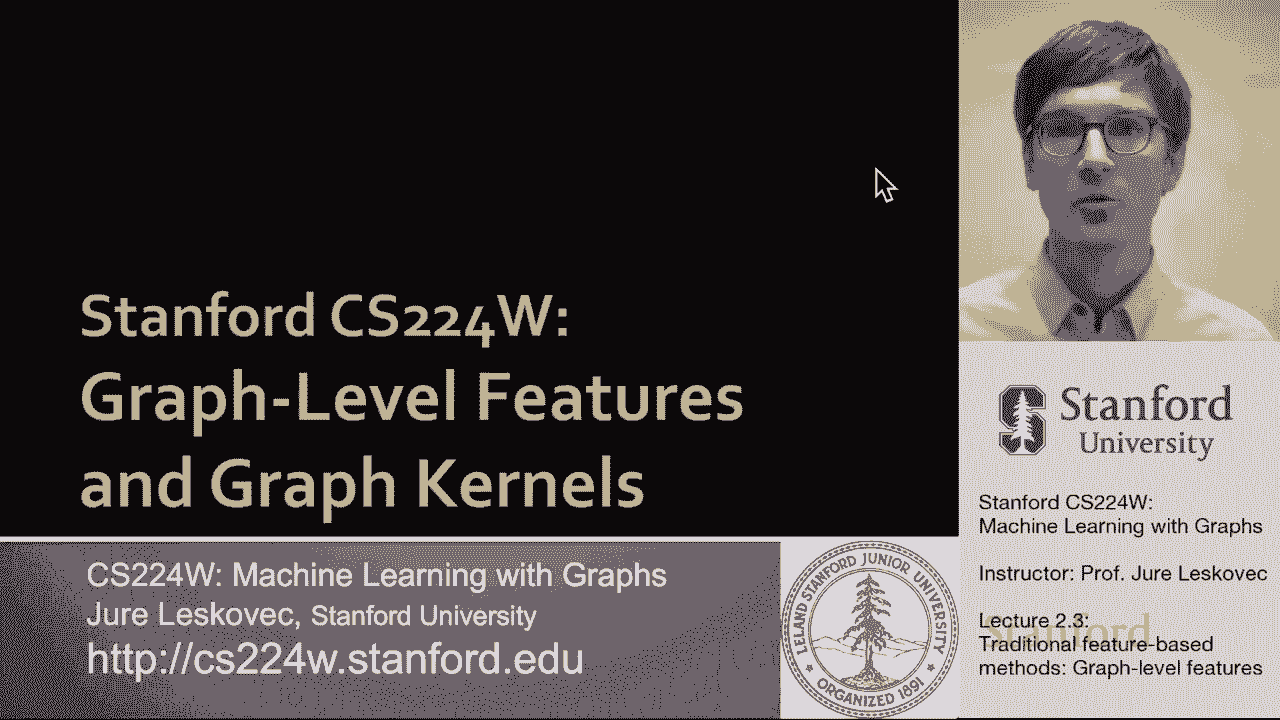 Stanford CS224W:
Graph-Level Features
and Graph Kernels
CS224W: Machine Learning with Graphs
Jure Leskovec, Stanford University
http://cs224w.stanford.edu
LELAND STANFORD JUNIOR UNIVERSITY
ORGANIZED 1891
Stanford
University
Stanford CS224W:
Machine Learning with Graphs
Instructor: Prof. Jure Leskovec
Lecture 2.3:
Traditional feature-based
methods: Graph-level features
Stanford